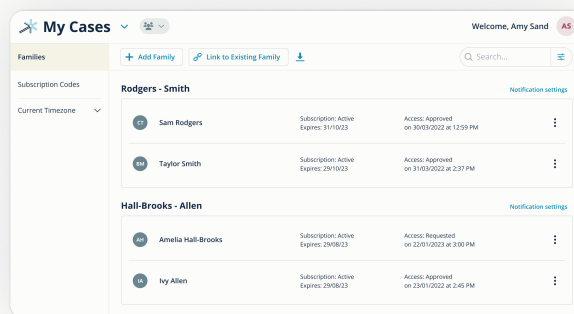 My Cases
Welcome, Amy Sand
AS
Families
Subscription Codes
Current Timezone
+ Add Family
Link to Existing Family
Search...
Rodgers - Smith
Notification settings
CT
Sam Rodgers
Subscription: Active
Expires: 31/10/23
Access: Approved
on 30/03/2022 at 12:59 PM
BM
Taylor Smith
Subscription: Active
Expires: 29/10/23
Access: Approved
on 31/03/2022 at 2:37 PM
Hall-Brooks - Allen
Notification settings
AH
Amelia Hall-Brooks
Subscription: Active
Expires: 29/08/23
Access: Requested
on 22/01/2023 at 3:00 PM
IA
Ivy Allen
Subscription: Active
Expires: 29/08/23
Access: Approved
on 23/01/2022 at 2:45 PM